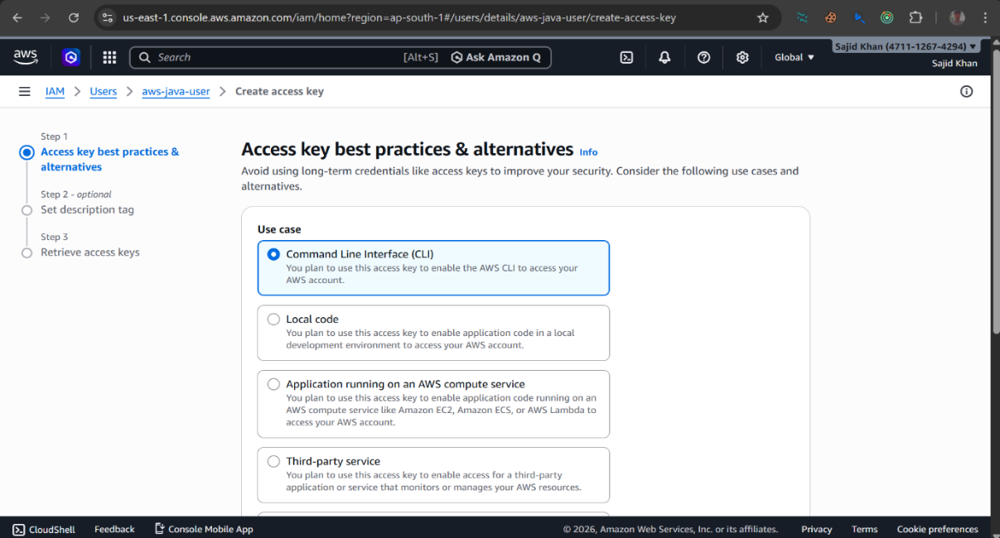 us-east-1.console.aws.amazon.com/iam/home?region=ap-south-1#/users/details/aws-java-user/create-access-key
aws
Search
[Alt+S]
Ask Amazon Q
Global
Sajid Khan (4711-1267-4294)
Sajid Khan
IAM > Users > aws-java-user > Create access key
Step 1
Access key best practices &
alternatives
Step 2 - optional
Set description tag
Step 3
Retrieve access keys
Access key best practices & alternatives Info
Avoid using long-term credentials like access keys to improve your security. Consider the following use cases and
alternatives.
Use case
Command Line Interface (CLI)
You plan to use this access key to enable the AWS CLI to access your
AWS account.
Local code
You plan to use this access key to enable application code in a local
development environment to access your AWS account.
Application running on an AWS compute service
You plan to use this access key to enable application code running on an
AWS compute service like Amazon EC2, Amazon ECS, or AWS Lambda to
access your AWS account.
Third-party service
You plan to use this access key to enable access for a third-party
application or service that monitors or manages your AWS resources.
CloudShell
Feedback
Console Mobile App
© 2026, Amazon Web Services, Inc. or its affiliates.
Privacy
Terms
Cookie preferences